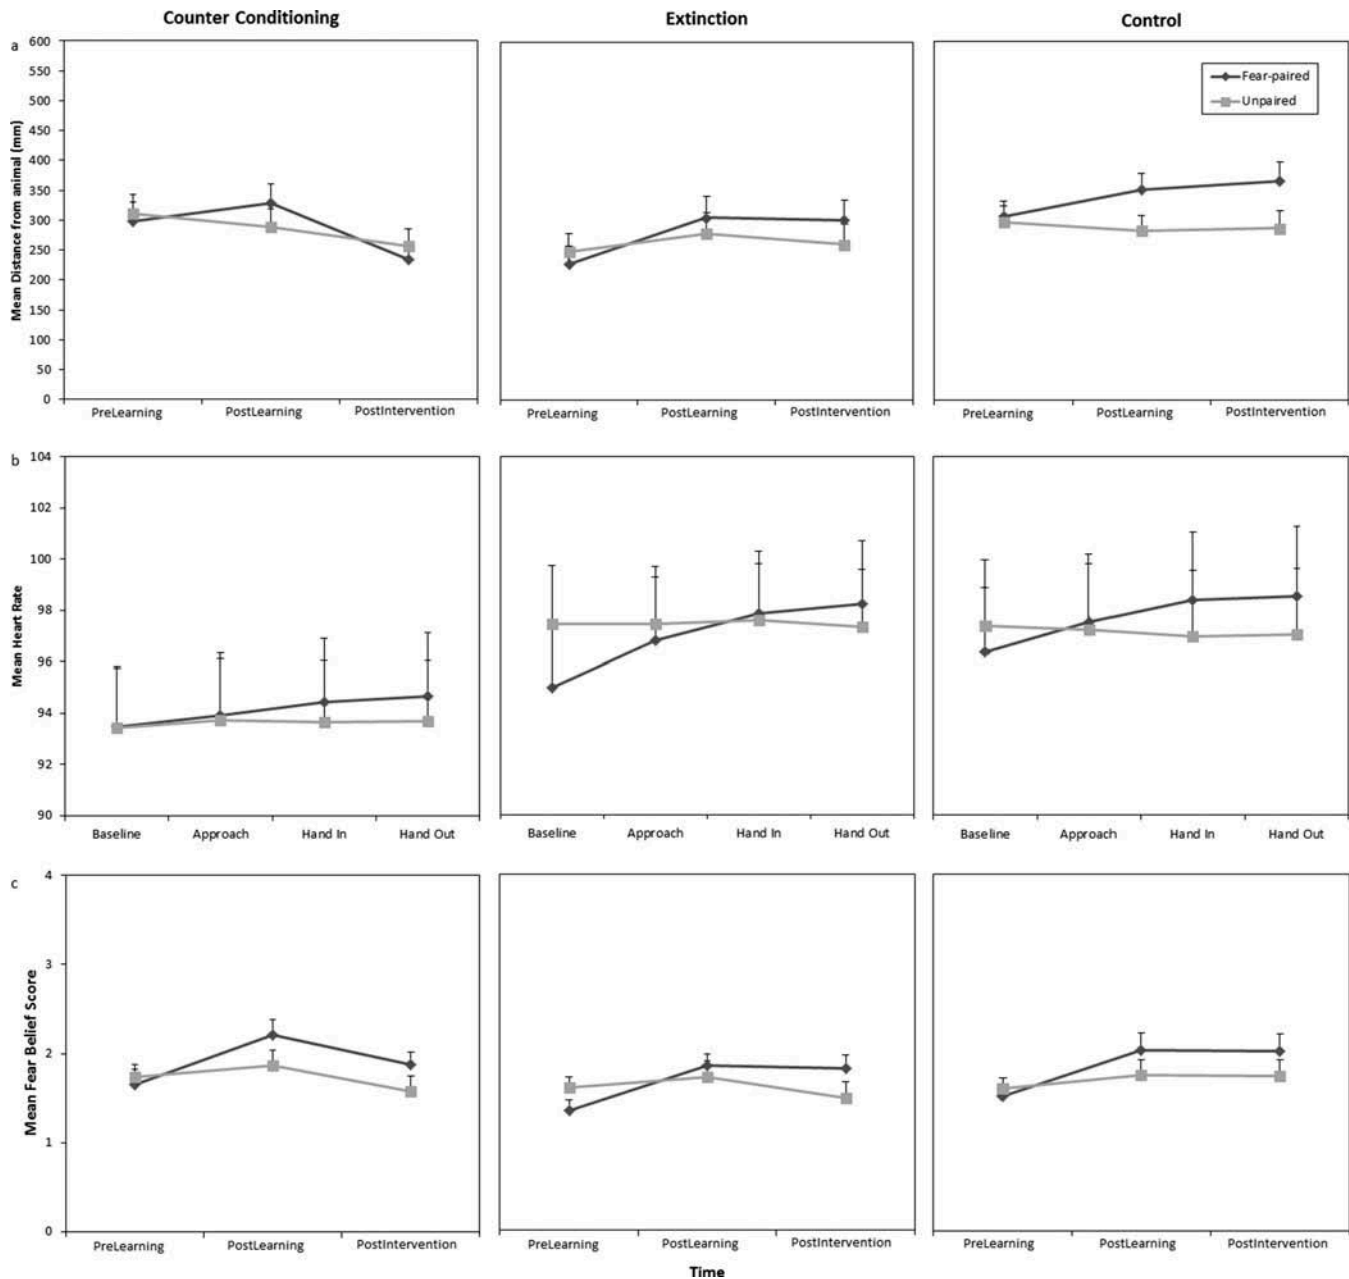 Counter Conditioning
Extinction
Control
a
Mean Distance from animal (mm)
600
550
500
450
400
350
300
250
200
150
100
50
0
Fear-paired
Unpaired
PreLearning PostLearning PostIntervention
PreLearning PostLearning PostIntervention
PreLearning PostLearning PostIntervention
b
Mean Heart Rate
104
102
100
98
96
94
92
90
Baseline Approach Hand In Hand Out
Baseline Approach Hand In Hand Out
Baseline Approach Hand In Hand Out
c
Mean Fear Belief Score
4
3
2
1
0
PreLearning PostLearning PostIntervention
PreLearning PostLearning PostIntervention
PreLearning PostLearning PostIntervention
Time